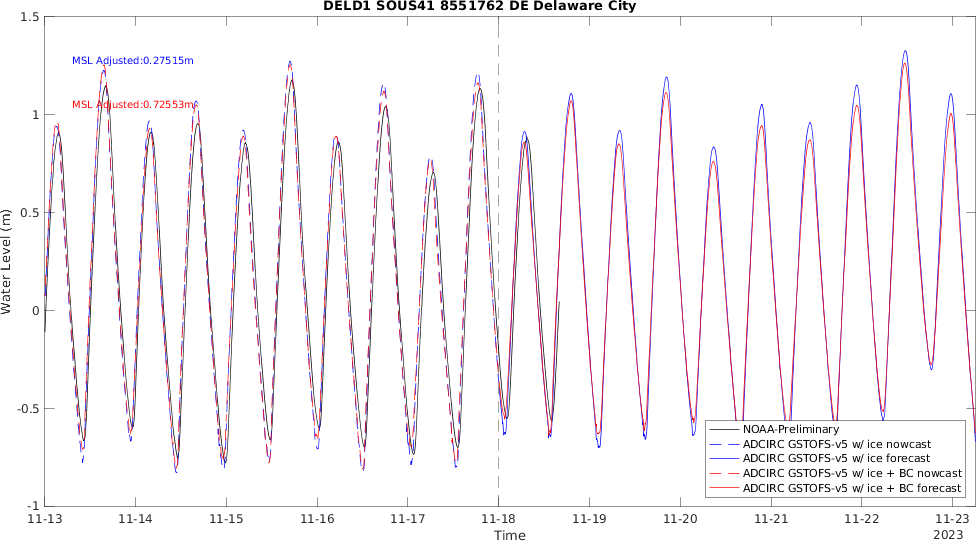 DELD1 SOUS41 8551762 DE Delaware City
1.5
MSL Adjusted:0.27515m
MSL Adjusted:0.72553m
1
0.5
0
-0.5
-1
Water Level (m)
NOAA-Preliminary
ADCIRC GSTOFS-v5 w/ ice nowcast
ADCIRC GSTOFS-v5 w/ ice forecast
ADCIRC GSTOFS-v5 w/ ice + BC nowcast
ADCIRC GSTOFS-v5 w/ ice + BC forecast
11-13 11-14 11-15 11-16 11-17 11-18 11-19 11-20 11-21 11-22 11-23
Time
2023